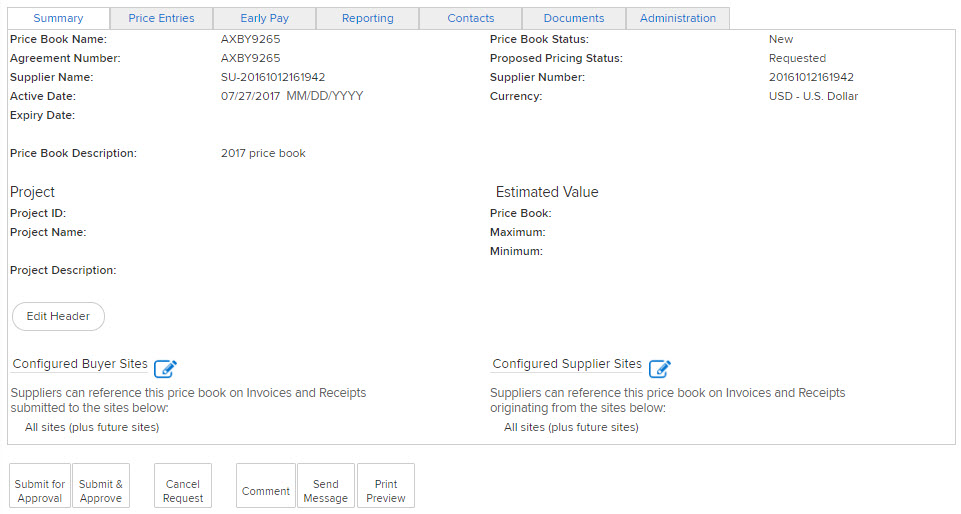 Summary Price Entries Early Pay Reporting Contacts Documents Administration
Price Book Name: AXBY9265 Price Book Status: New
Agreement Number: AXBY9265 Proposed Pricing Status: Requested
Supplier Name: SU-20161012161942 Supplier Number: 20161012161942
Active Date: 07/27/2017 MM/DD/YYYY Currency: USD - U.S. Dollar
Expiry Date:
Price Book Description: 2017 price book
Project Estimated Value
Project ID: Price Book:
Project Name: Maximum:
Minimum:
Project Description:
Edit Header
Configured Buyer Sites Configured Supplier Sites
Suppliers can reference this price book on Invoices and Receipts Suppliers can reference this price book on Invoices and Receipts
submitted to the sites below: originating from the sites below:
All sites (plus future sites) All sites (plus future sites)
Submit for Submit & Cancel Comment Send Print
Approval Approve Request Message Preview